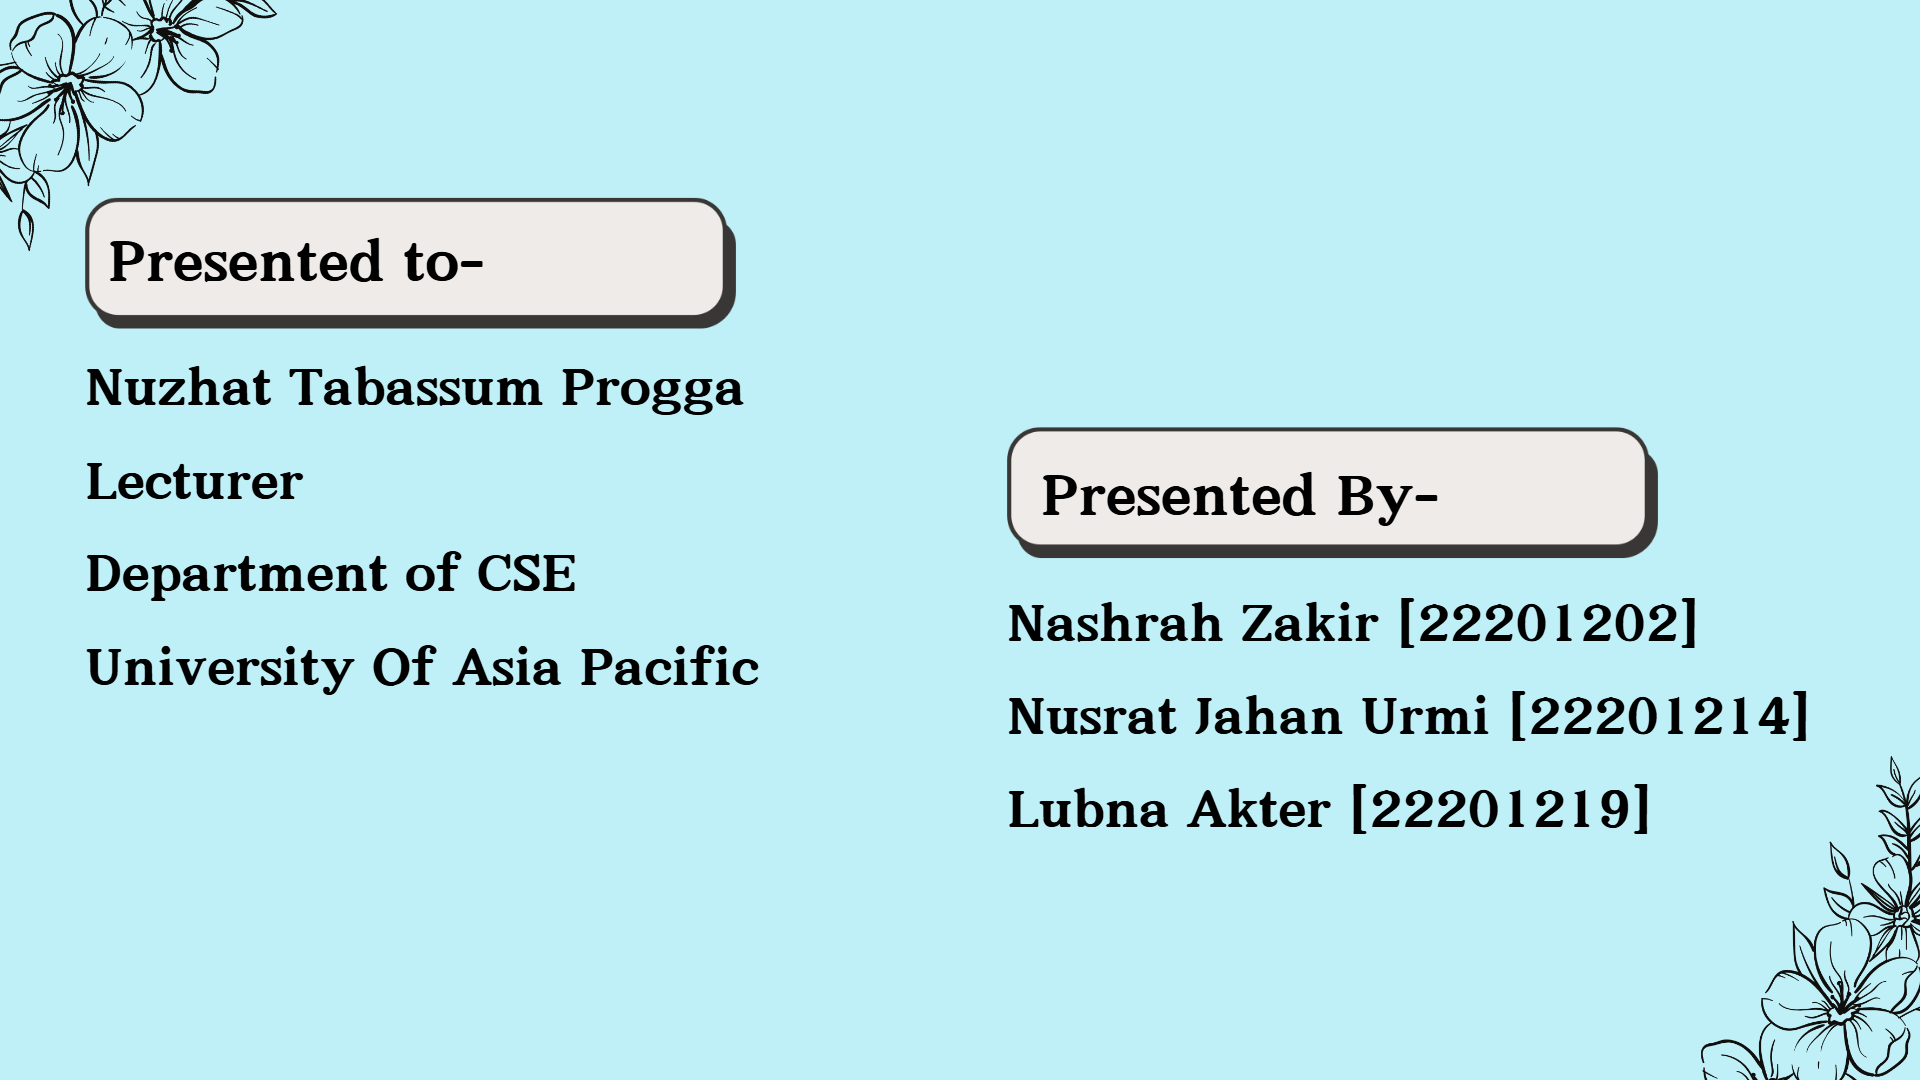 Presented to-
Nuzhat Tabassum Progga
Lecturer
Department of CSE
University Of Asia Pacific
Presented By-
Nashrah Zakir [22201202]
Nusrat Jahan Urmi [22201214]
Lubna Akter [22201219]